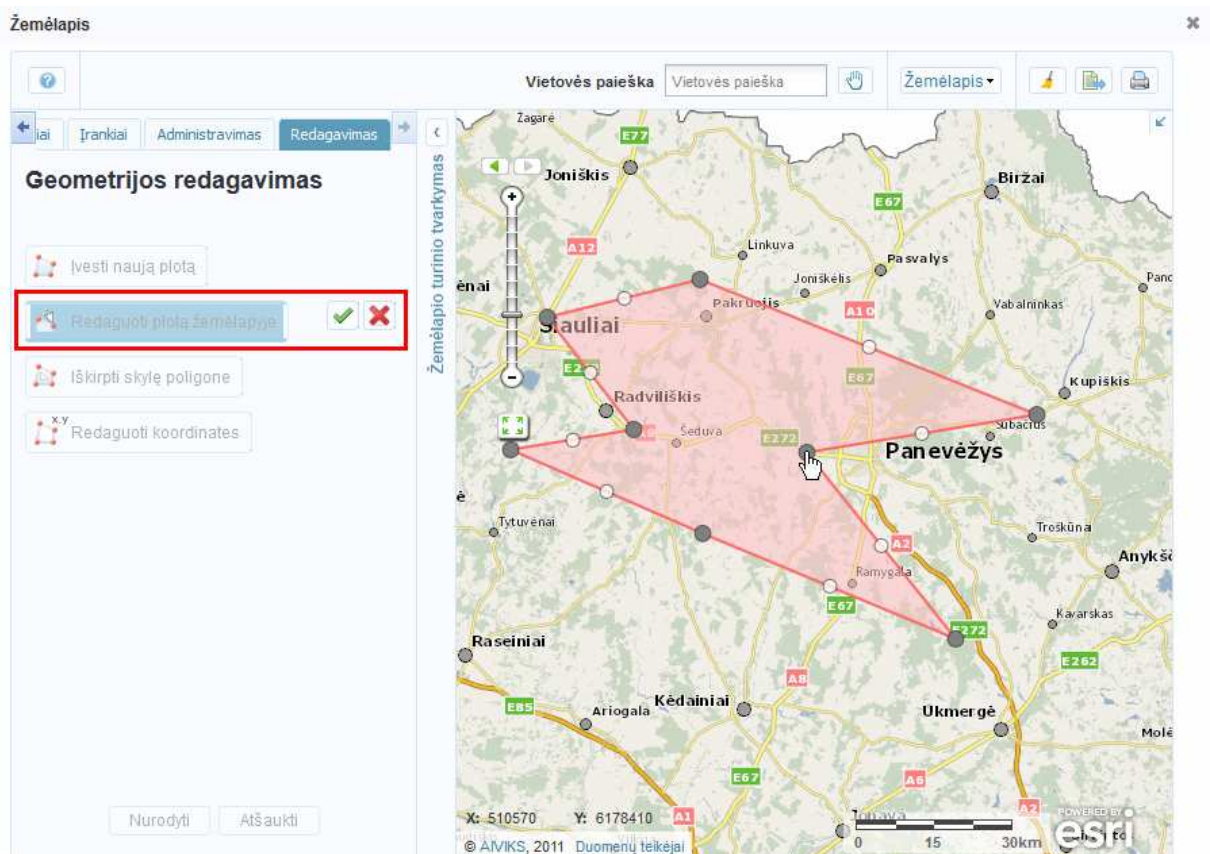 Žemėlapis
Vietovės paieška Vietovės paieška Žemėlapis
iai Įrankiai Administravimas Redagavimas
Geometrijos redagavimas
Įvesti naują plotą
Redaguoti plotą žemėlapyje
Iškirpti skylę poligone
x,y Redaguoti koordinates
Nurodyti Atšaukti
Žemėlapio turinio tvarkymas
Žagarė
E77
Joniškis
Biržai
E67
A12
Linkuva
Pasvalys
ėnai
Joniškėlis
Pakruojis
A10
Vabalninkas
Šiauliai
E67
Kupiškis
Radviliškis
Šeduva
E272
Subačius
Panevėžys
ė
Tytuvėnai
Troškūnai
A2
Anykšč
Ramygala
E67
Kavarskas
E272
Raseiniai
E262
A8
E85
Ariogala
Kėdainiai
Ukmergė
Molė
E67
A6
X: 510570 Y: 6178410
A1
Jonava
A2
POWERED BY
esri
0 15 30km
© AIVIKS, 2011 Duomenų teikėjai